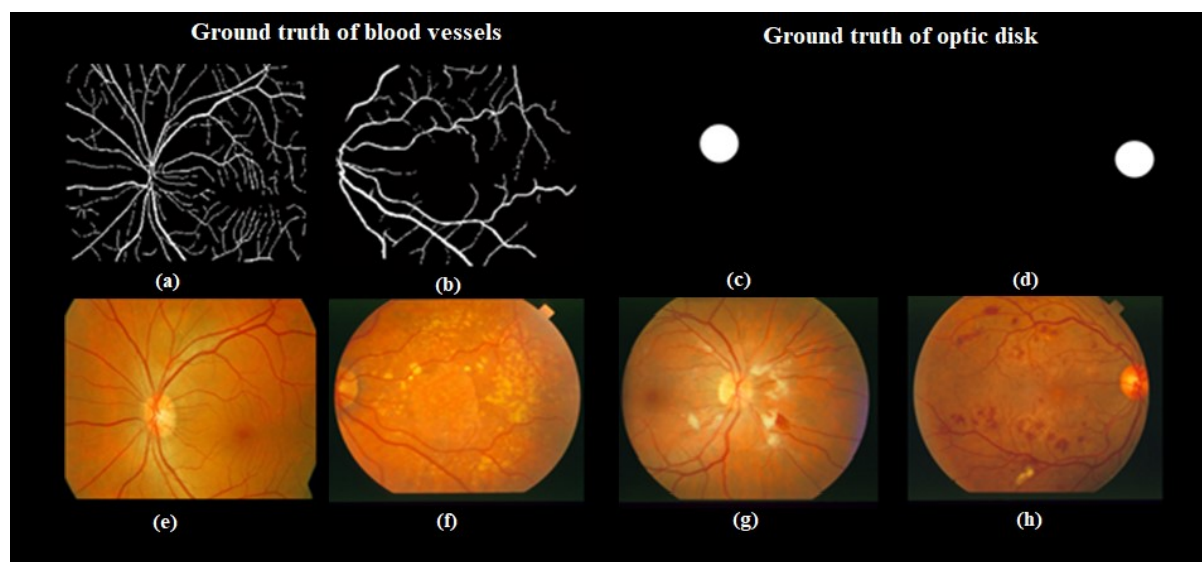 Ground truth of blood vessels
Ground truth of optic disk
(a)
(b)
(c)
(d)
(e)
(f)
(g)
(h)